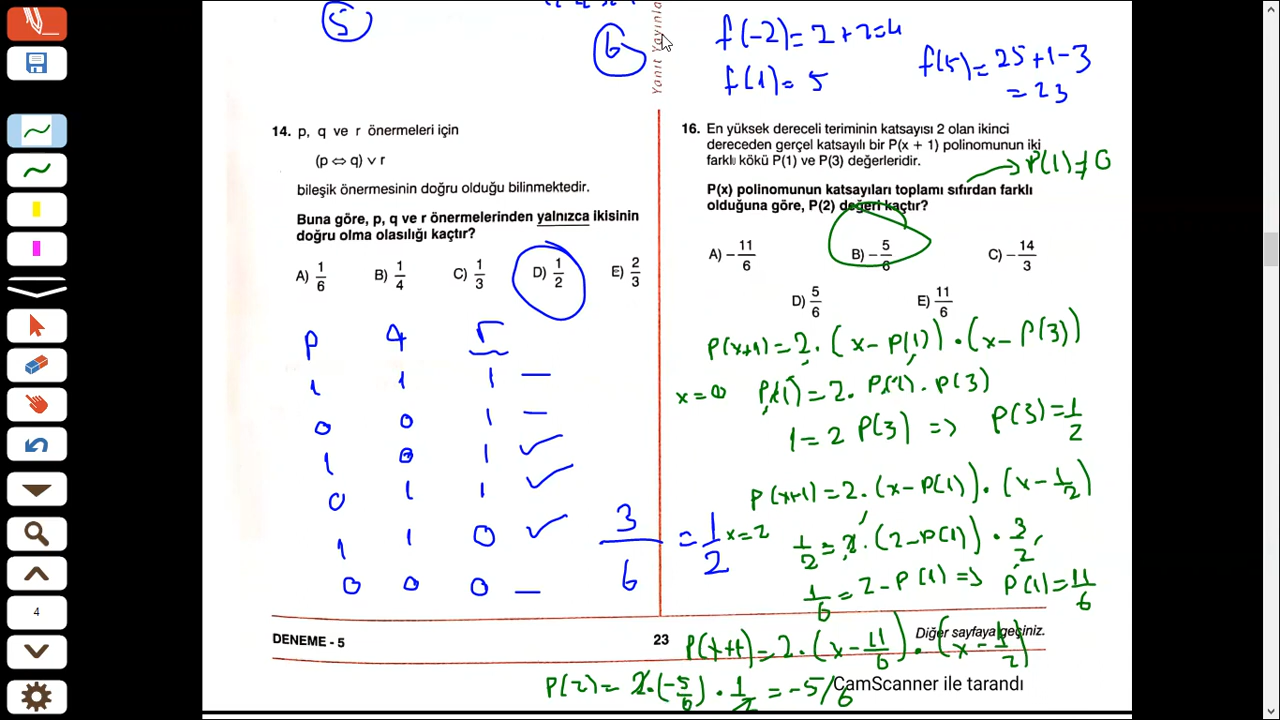 5
6
Yanıt Yayınla
f(-2)=2+2=4
f(1)=5
f(5)=25+1-3
=23
14. p, q ve r önermeleri için
(p ⇔ q) ∨ r
bileşik önermesinin doğru olduğu bilinmektedir.
Buna göre, p, q ve r önermelerinden yalnızca ikisinin
doğru olma olasılığı kaçtır?
A) 1/6 B) 1/4 C) 1/3 D) 1/2 E) 2/3
p q r
1 1 1 —
0 0 1 —
1 0 1 ✓
0 1 1 ✓
1 1 0 ✓
0 0 0 —
3/6 = 1/2
16. En yüksek dereceli teriminin katsayısı 2 olan ikinci
dereceden gerçel katsayılı bir P(x + 1) polinomunun iki
farklı kökü P(1) ve P(3) değerleridir.
P(1)≠0
P(x) polinomunun katsayıları toplamı sıfırdan farklı
olduğuna göre, P(2) değeri kaçtır?
A) -11/6 B) -5/6 C) -14/3
D) 5/6 E) 11/6
P(x+1)=2.(x-P(1)).(x-P(3))
x=0 P(1)=2.P(1).P(3)
1=2 P(3) => P(3)=1/2
P(x+1)=2.(x-P(1)).(x-1/2)
x=2 1/2=2.(2-P(1)).3/2
1/6=2-P(1)=> P(1)=11/6
DENEME - 5
23
Diğer sayfaya geçiniz.
P(x+1)=2.(x-11/6).(x-1/2)
P(2)=2.(-5/6).1/2=-5/6
CamScanner ile tarandı
4